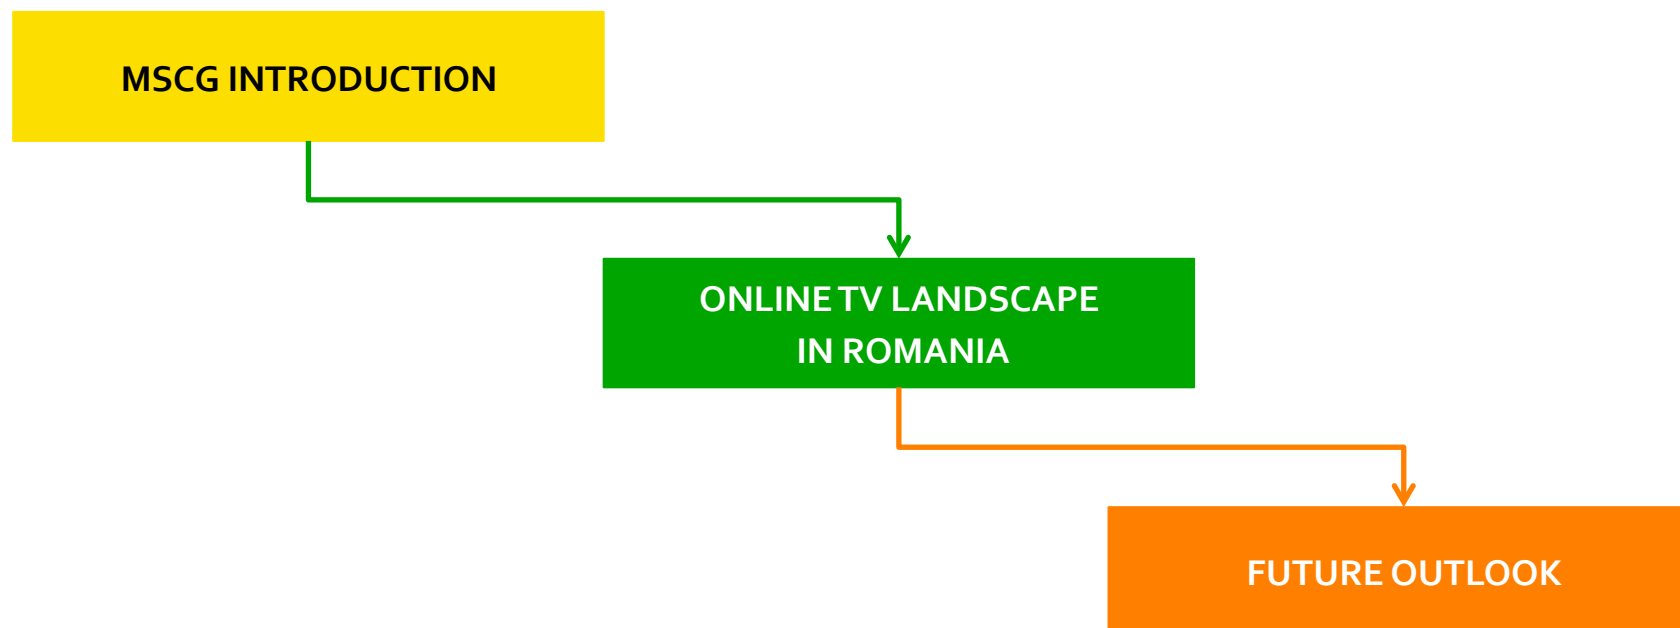 MSCG INTRODUCTION
ONLINE TV LANDSCAPE
IN ROMANIA
FUTURE OUTLOOK